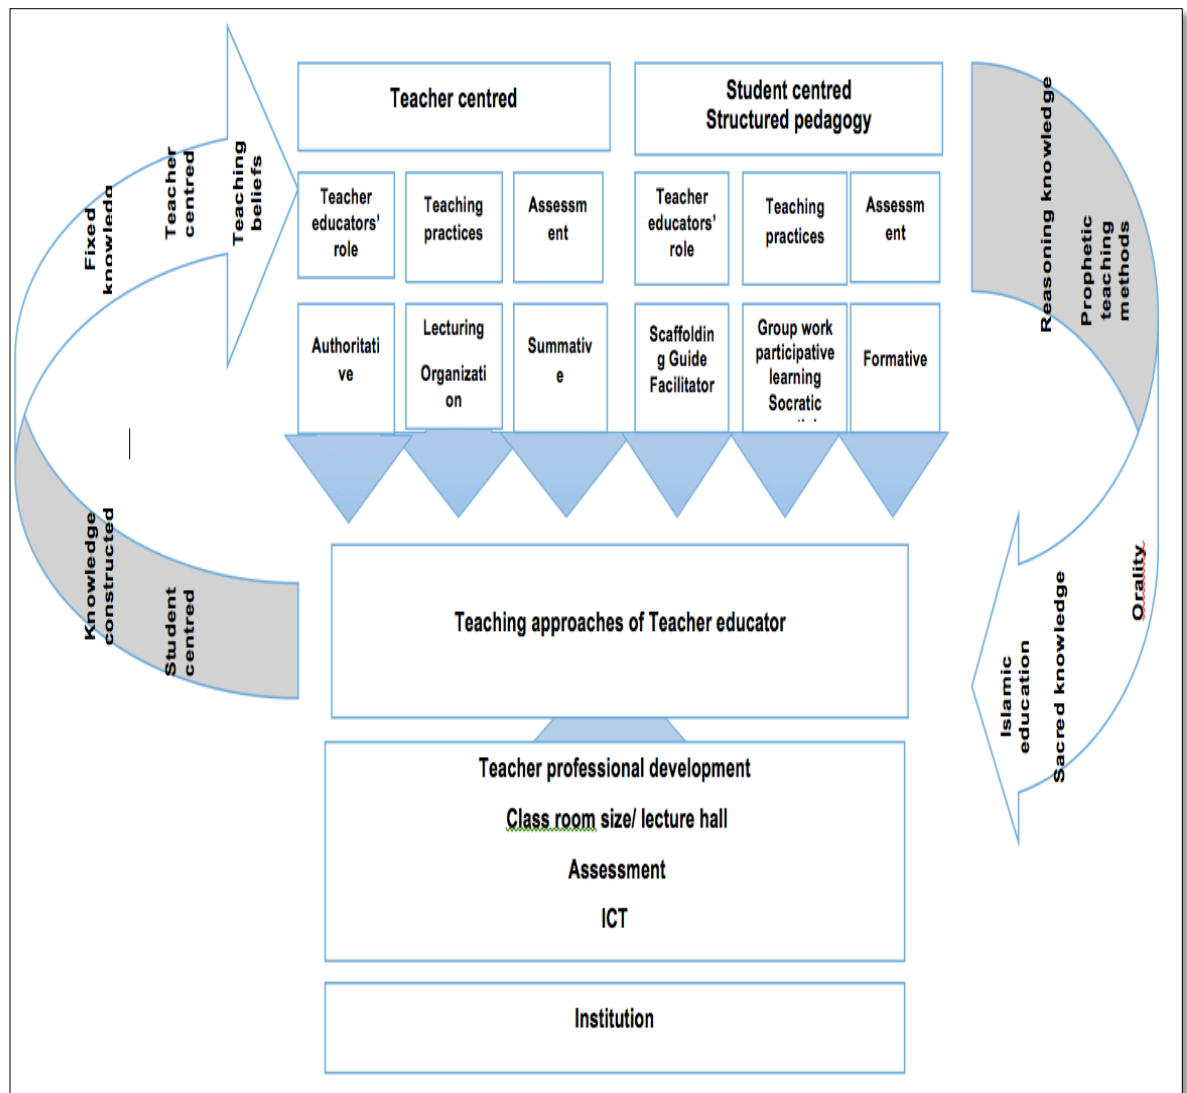 Teacher centred
Student centred
Structured pedagogy
Teacher
educators'
role
Teaching
practices
Assessm
ent
Teacher
educators'
role
Teaching
practices
Assessm
ent
Authoritati
ve
Lecturing
Organizati
on
Summativ
e
Scaffoldin
g Guide
Facilitator
Group work
participative
learning
Socratic
Formative
Fixed
Teacher
centred
Teaching
beliefs
Knowledge
constructed
Student
centred
Reasoning knowledge
Prophetic
teaching
methods
Islamic
education
Sacred knowledge
Orality
Teaching approaches of Teacher educator
Teacher professional development
Class room size/ lecture hall
Assessment
ICT
Institution